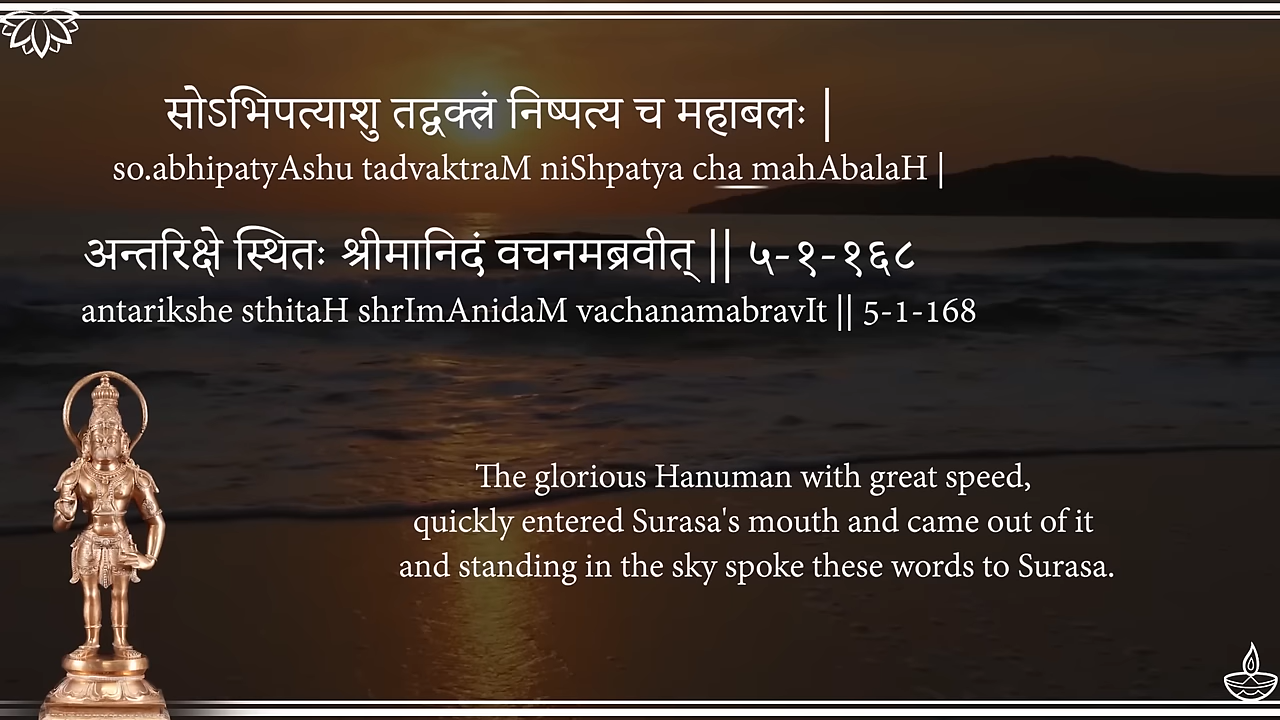 सोऽभिपत्याशु तद्वक्त्रं निष्पत्य च महाबलः |
so.abhipatyAshu tadvaktraM niShpatya cha mahAbalaH |
अन्तरिक्षे स्थितः श्रीमानिदं वचनमब्रवीत् || ५-१-१६८
antarikshe sthitaH shrImAnidaM vachanamabravIt || 5-1-168
The glorious Hanuman with great speed,
quickly entered Surasa's mouth and came out of it
and standing in the sky spoke these words to Surasa.